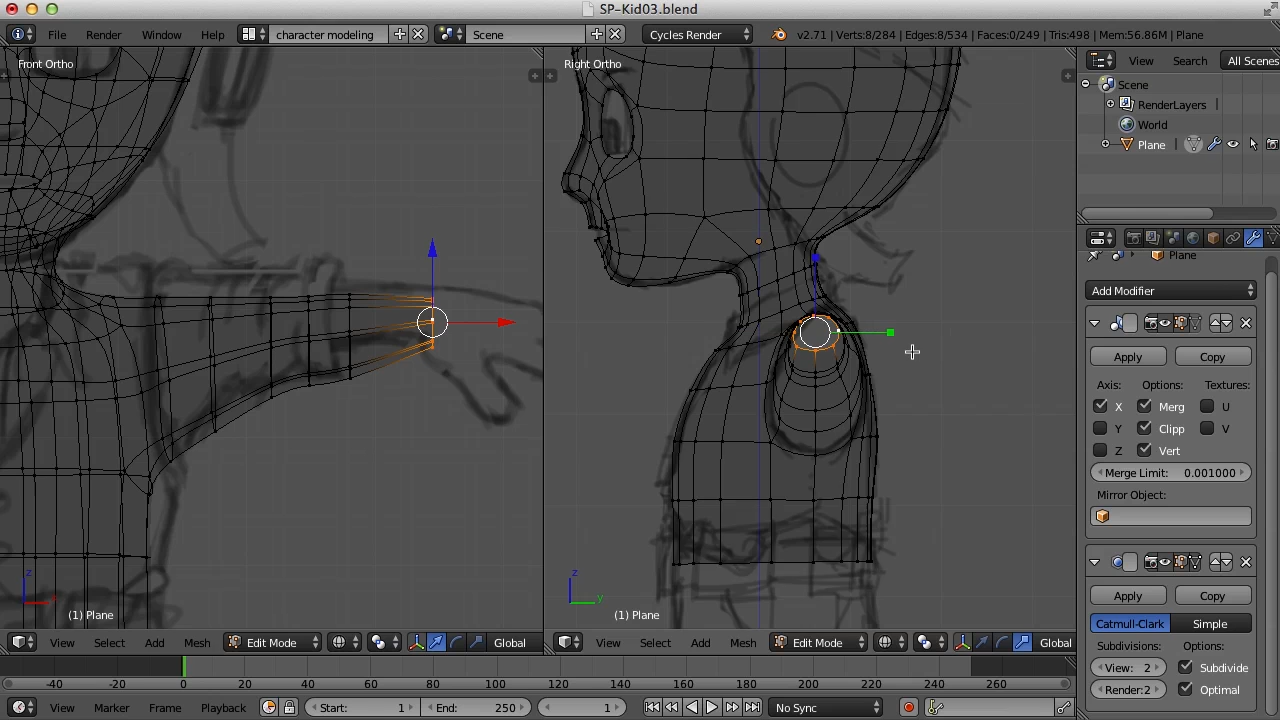 SP-Kid03.blend
File Render Window Help character modeling Scene Cycles Render v2.71 | Verts:8/284 | Edges:8/534 | Faces:0/249 | Tris:498 | Mem:56.86M | Plane
Front Ortho
Right Ortho
View Search All Scenes
Scene
RenderLayers
World
Plane
Plane
Add Modifier
Apply Copy
Axis: Options: Textures:
X Merg U
Y Clipp V
Z Vert
Merge Limit: 0.001000
Mirror Object:
Apply Copy
Catmull-Clark Simple
Subdivisions: Options:
View: 2 Subdivide
Render:2 Optimal
z
z
y
(1) Plane
(1) Plane
View Select Add Mesh Edit Mode Global
View Select Add Mesh Edit Mode Global
-40 -20 0 20 40 60 80 100 120 140 160 180 200 220 240 260
View Marker Frame Playback Start: 1 End: 250 1 No Sync